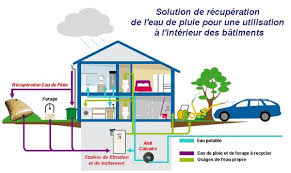 Solution de récupération
de l'eau de pluie pour une utilisation
à l'intérieur des bâtiments
Récupération Eau de Pluie
Forage
Anti
Calcaire
Station de filtration
et de traitement
Eau potable
Eau de pluie et de forage à recycler
Usages de l'eau propre